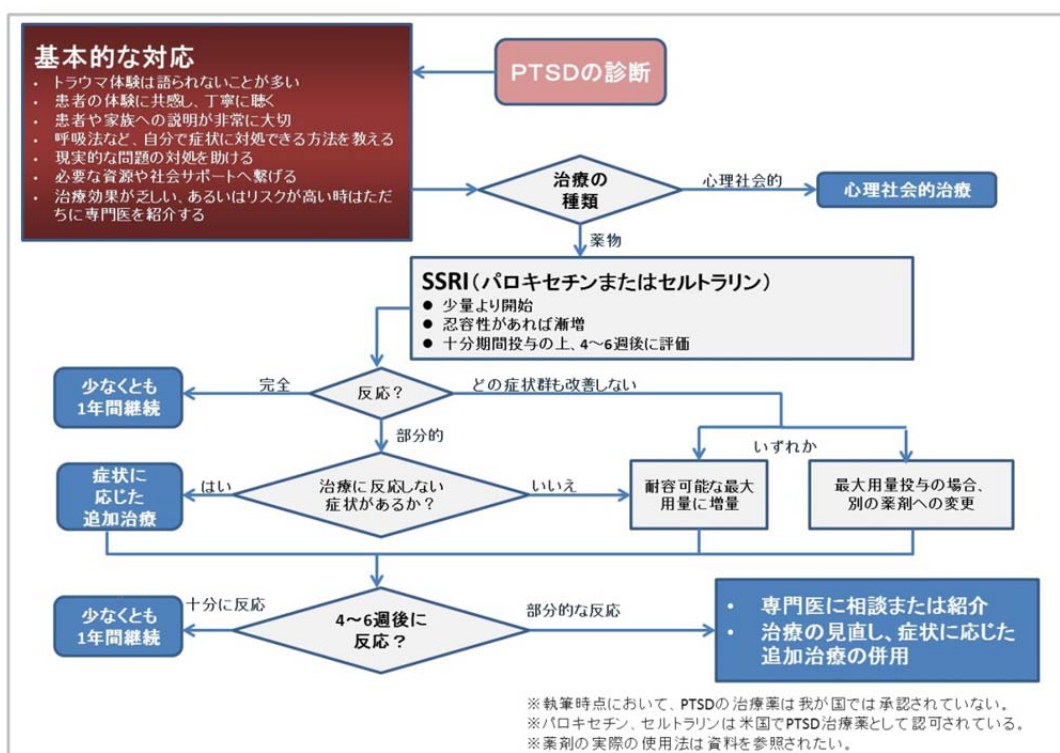 PTSDの診断
基本的な対応
・ トラウマ体験は語られないことが多い
・ 患者の体験に共感し、丁寧に聴く
・ 患者や家族への説明が非常に大切
・ 呼吸法など、自分で症状に対処できる方法を教える
・ 現実的な問題の対処を助ける
・ 必要な資源や社会サポートへ繋げる
・ 治療効果が乏しい、あるいはリスクが高い時はただ
ちに専門医を紹介する
治療の
種類
心理社会的
心理社会的治療
薬物
SSRI(パロキセチンまたはセルトラリン)
● 少量より開始
● 忍容性があれば漸増
● 十分期間投与の上、4～6週後に評価
反応?
完全
少なくとも
1年間継続
どの症状群も改善しない
部分的
いずれか
治療に反応しない
症状があるか?
はい
症状に
応じた
追加治療
いいえ
耐容可能な最大
用量に増量
最大用量投与の場合、
別の薬剤への変更
4～6週後に
反応?
十分に反応
少なくとも
1年間継続
部分的な反応
・ 専門医に相談または紹介
・ 治療の見直し、症状に応じた
追加治療の併用
※執筆時点において、PTSDの治療薬は我が国では承認されていない。
※パロキセチン、セルトラリンは米国でPTSD治療薬として認可されている。
※薬剤の実際の使用法は資料を参照されたい。